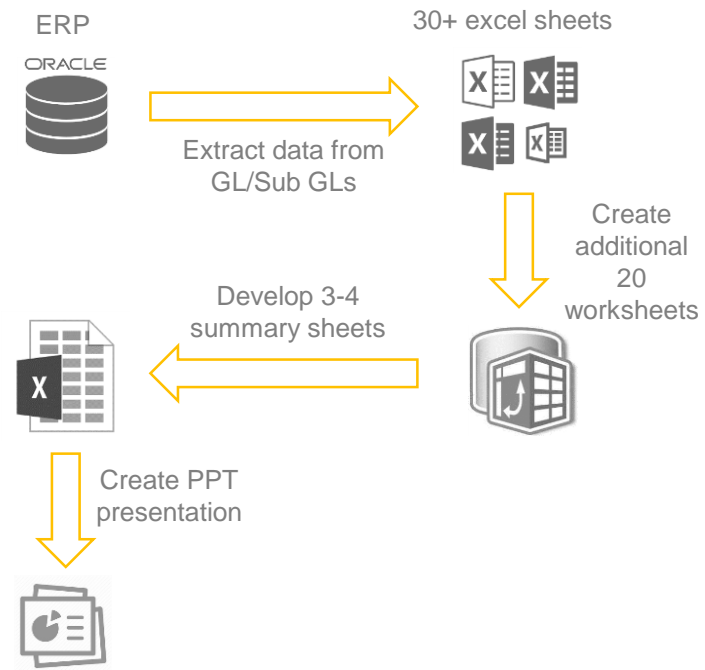 ERP
30+ excel sheets
ORACLE
X
X
X
X
Extract data from
GL/Sub GLs
Create
additional
20
worksheets
Develop 3-4
summary sheets
X
Create PPT
presentation